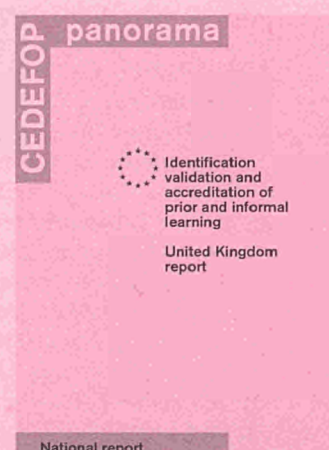 CEDEFOP
panorama
Identification
validation and
accreditation of
prior and informal
learning
United Kingdom
report
National report